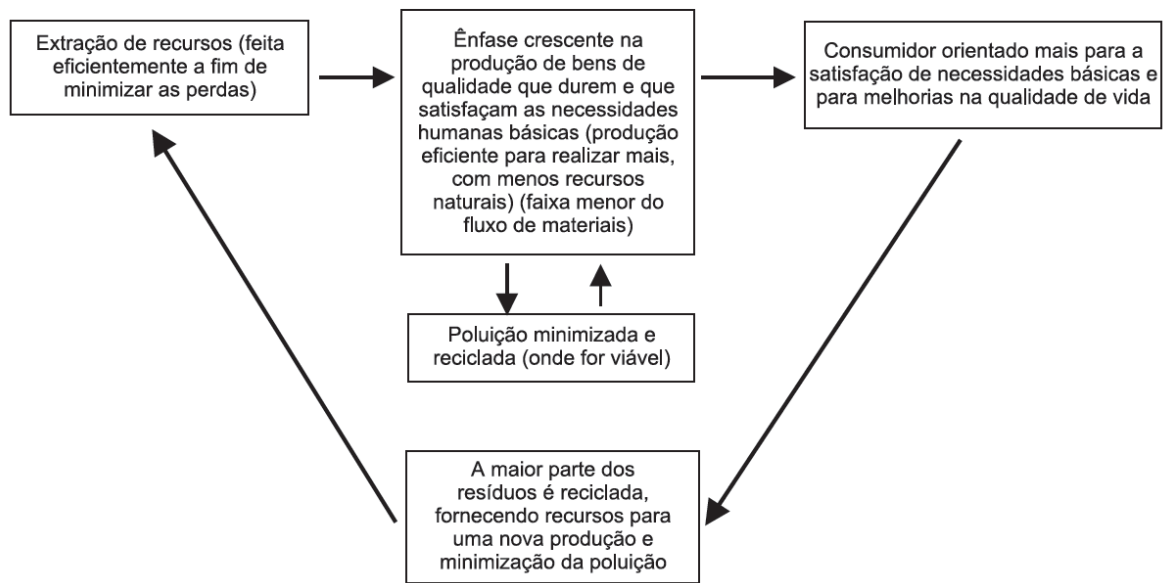 Extração de recursos (feita
eficientemente a fim de
minimizar as perdas)
Ênfase crescente na
produção de bens de
qualidade que durem e que
satisfaçam as necessidades
humanas básicas (produção
eficiente para realizar mais,
com menos recursos
naturais) (faixa menor do
fluxo de materiais)
Consumidor orientado mais para a
satisfação de necessidades básicas e
para melhorias na qualidade de vida
Poluição minimizada e
reciclada (onde for viável)
A maior parte dos
resíduos é reciclada,
fornecendo recursos para
uma nova produção e
minimização da poluição